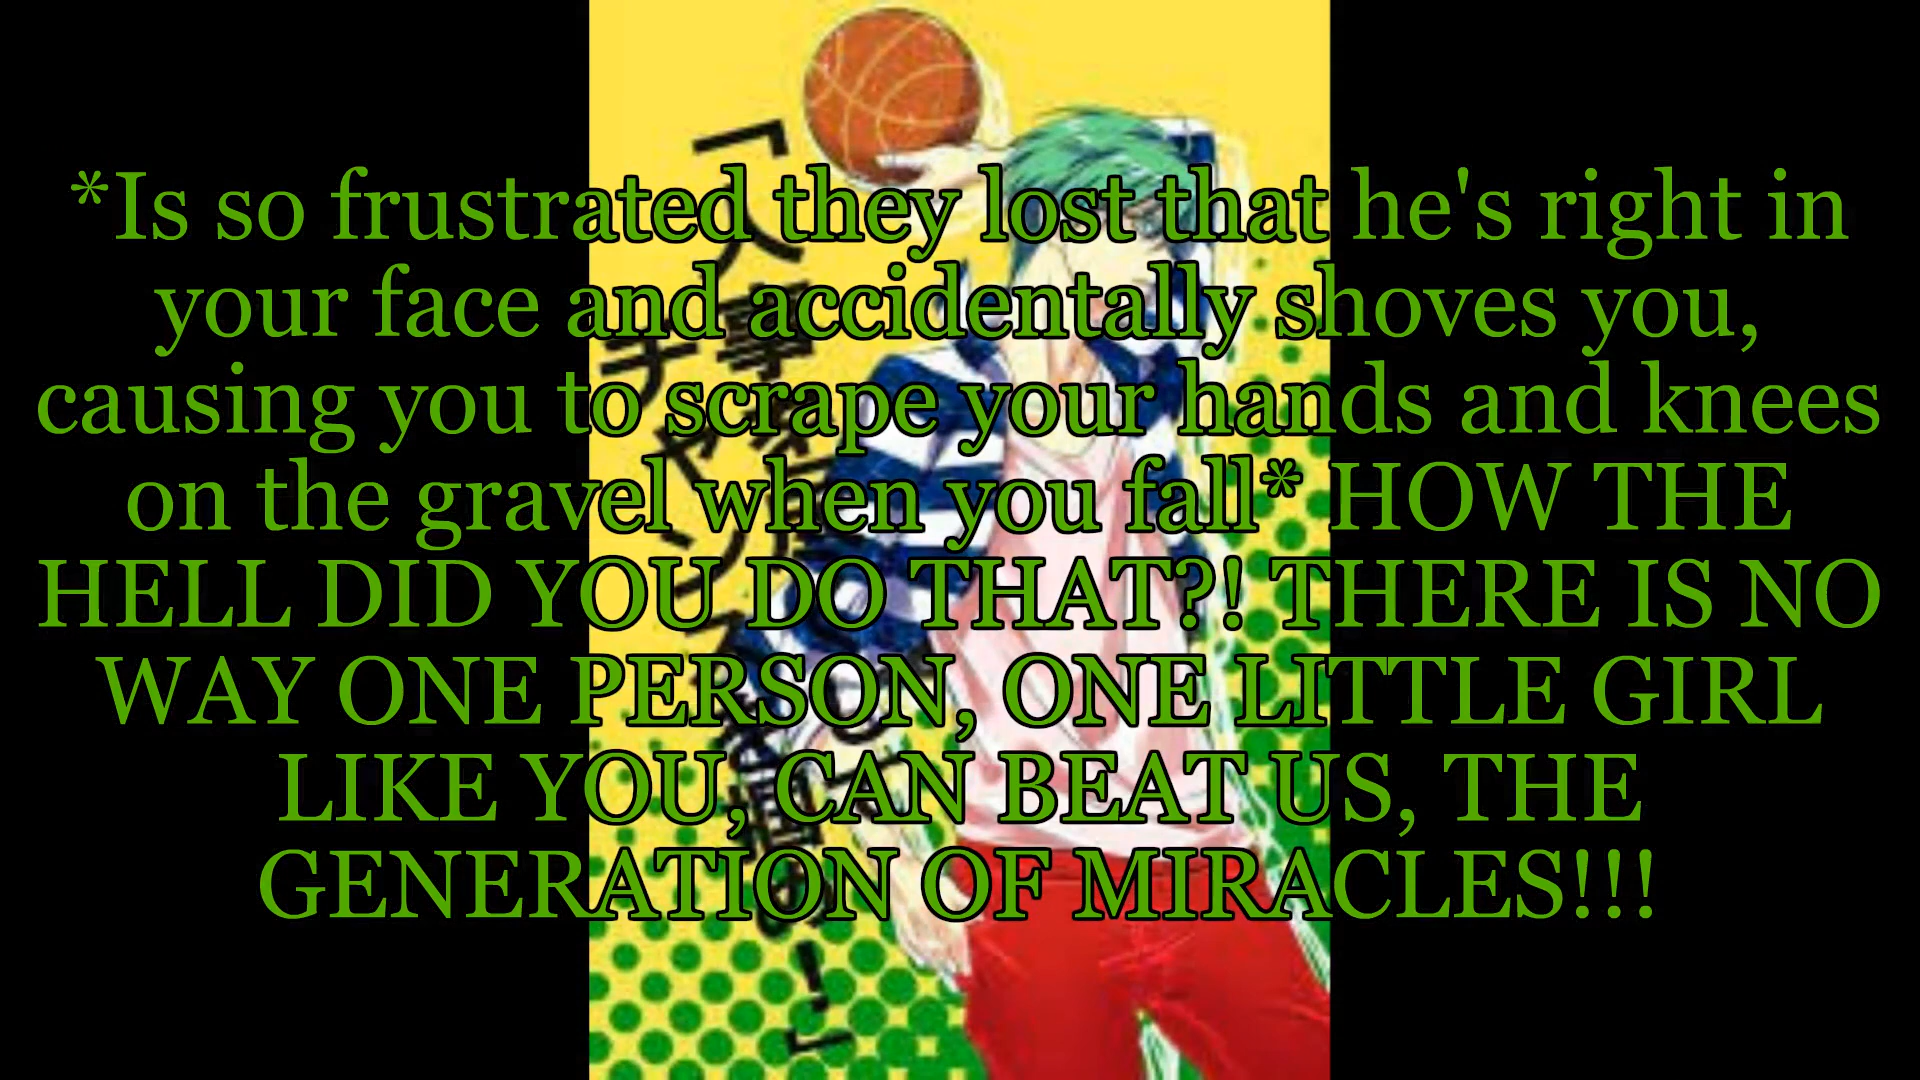 *Is so frustrated they lost that he's right in
your face and accidentally shoves you,
causing you to scrape your hands and knees
on the gravel when you fall* HOW THE
HELL DID YOU DO THAT?! THERE IS NO
WAY ONE PERSON, ONE LITTLE GIRL
LIKE YOU, CAN BEAT US, THE
GENERATION OF MIRACLES!!!
「人事